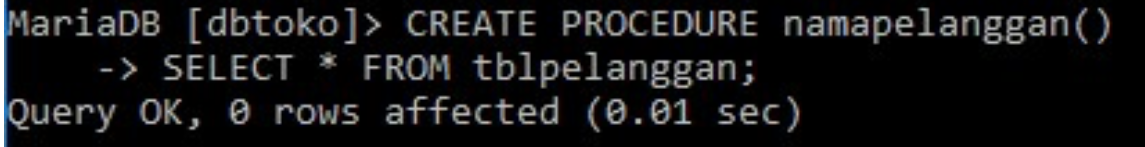 MariaDB [dbtoko]> CREATE PROCEDURE namapelanggan()
    -> SELECT * FROM tblpelanggan;
Query OK, 0 rows affected (0.01 sec)